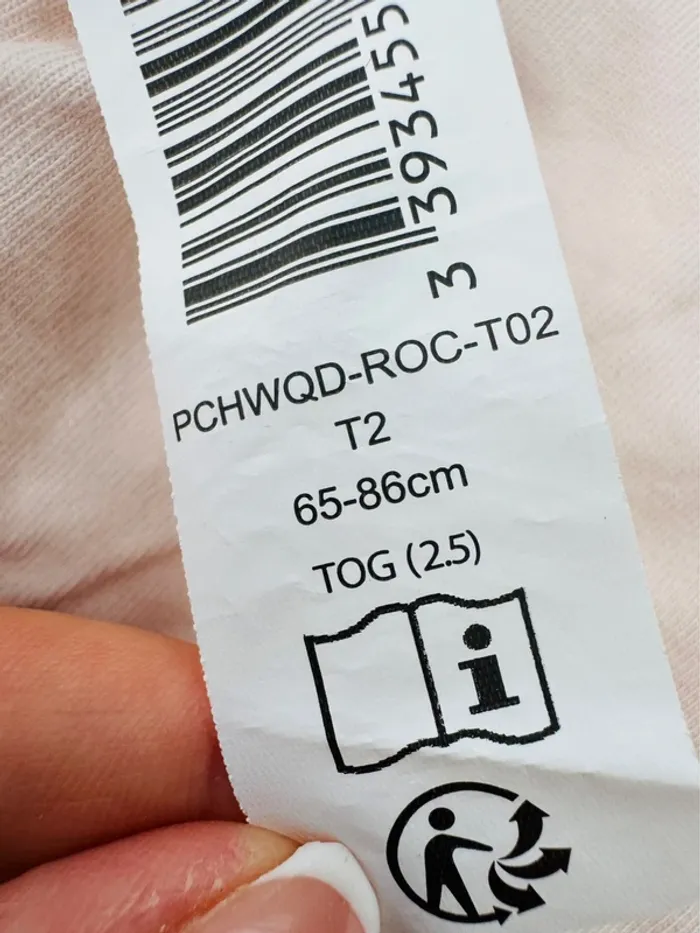 3 393455
PCHWQD-ROC-T02
T2
65-86cm
TOG (2.5)
i